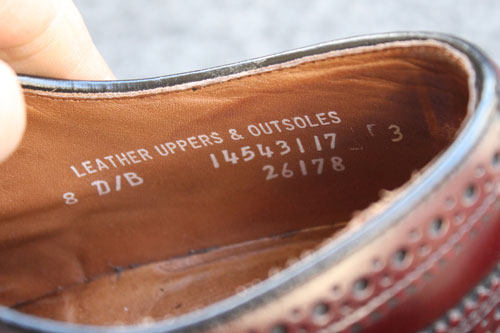 LEATHER UPPERS & OUTSOLES
8 D/B 14543117 3
26178